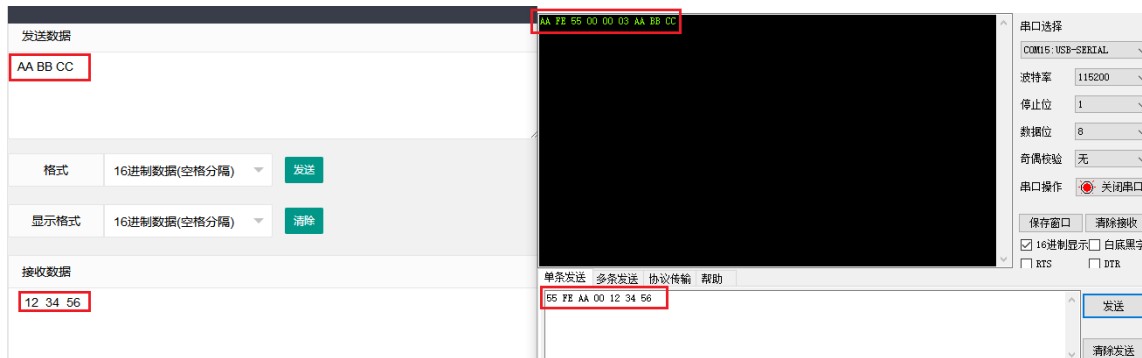 发送数据
AA BB CC
格式
16进制数据(空格分隔)
发送
显示格式
16进制数据(空格分隔)
清除
接收数据
12 34 56
AA FE 55 00 00 03 AA BB CC
串口选择
COM15:USB-SERIAL
波特率
115200
停止位
1
数据位
8
奇偶校验
无
串口操作
关闭串口
保存窗口
清除接收
16进制显示
白底黑字
RTS
DTR
单条发送
多条发送
协议传输
帮助
55 FE AA 00 12 34 56
发送
清除发送